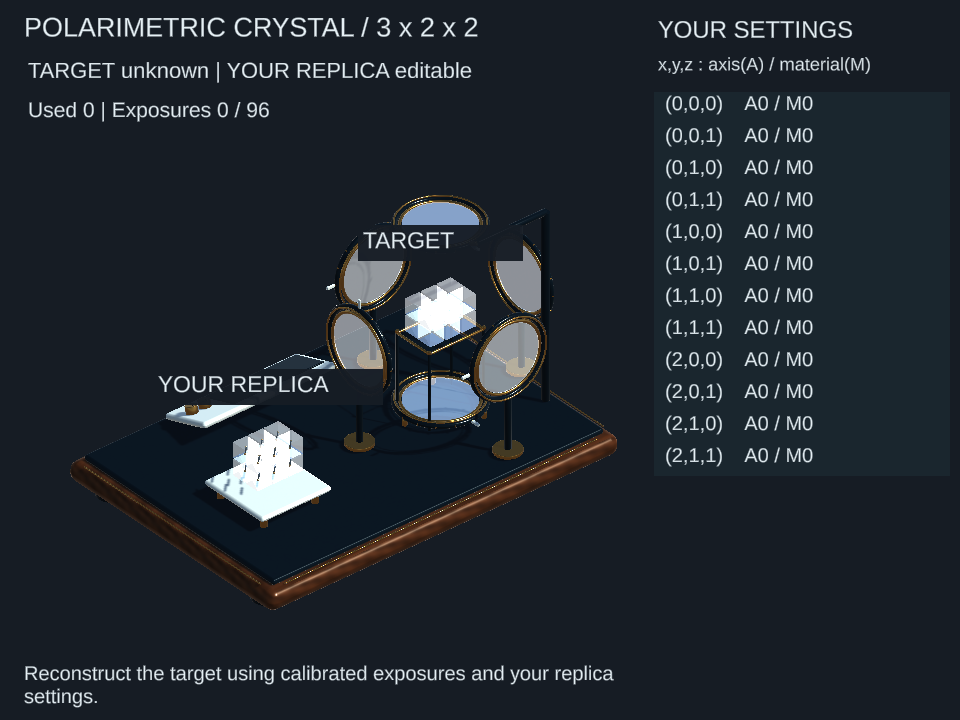 POLARIMETRIC CRYSTAL / 3 x 2 x 2
TARGET unknown | YOUR REPLICA editable
Used 0 | Exposures 0 / 96
TARGET
YOUR REPLICA
Reconstruct the target using calibrated exposures and your replica
settings.
YOUR SETTINGS
x,y,z : axis(A) / material(M)
(0,0,0) A0 / M0
(0,0,1) A0 / M0
(0,1,0) A0 / M0
(0,1,1) A0 / M0
(1,0,0) A0 / M0
(1,0,1) A0 / M0
(1,1,0) A0 / M0
(1,1,1) A0 / M0
(2,0,0) A0 / M0
(2,0,1) A0 / M0
(2,1,0) A0 / M0
(2,1,1) A0 / M0